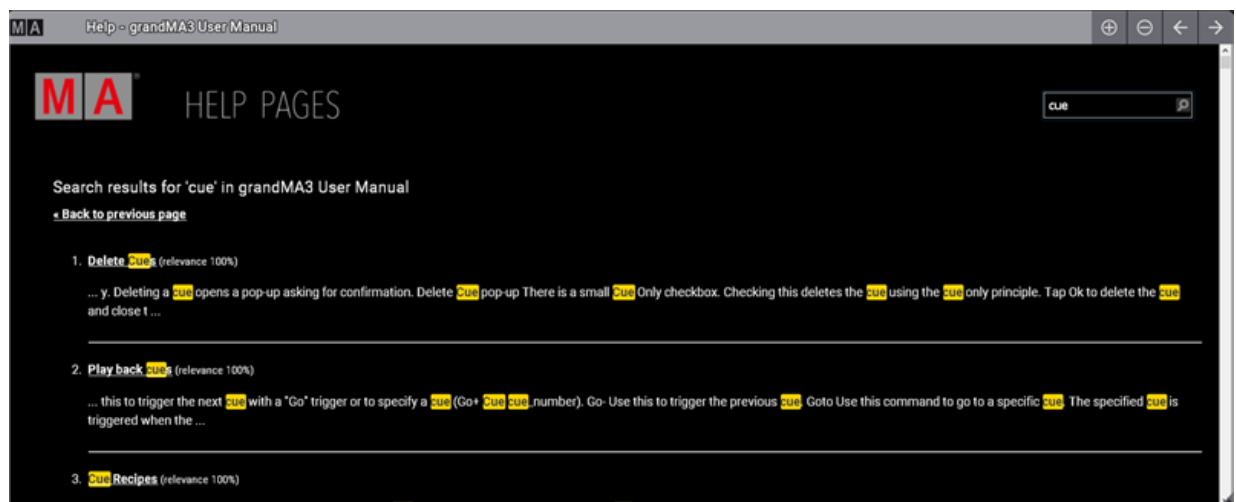 MA Help - grandMA3 User Manual
MA HELP PAGES
cue
Search results for 'cue' in grandMA3 User Manual
« Back to previous page
1. Delete Cues (relevance 100%)
... y. Deleting a cue opens a pop-up asking for confirmation. Delete Cue pop-up There is a small Cue Only checkbox. Checking this deletes the cue using the cue only principle. Tap Ok to delete the cue
and close t ...
2. Play back cues (relevance 100%)
... this to trigger the next cue with a "Go" trigger or to specify a cue (Go+ Cue cue_number). Go- Use this to trigger the previous cue. Goto Use this command to go to a specific cue. The specified cue is
triggered when the ...
3. Cue Recipes (relevance 100%)